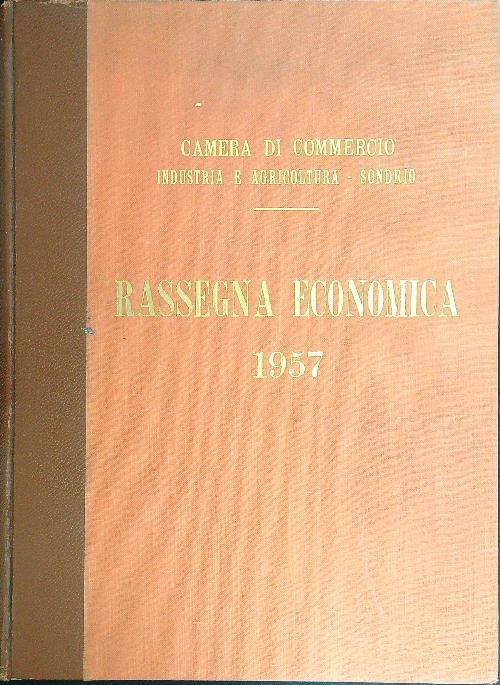 CAMERA DI COMMERCIO
INDUSTRIA E AGRICOLTURA - SONDRIO
RASSEGNA ECONOMICA
1957